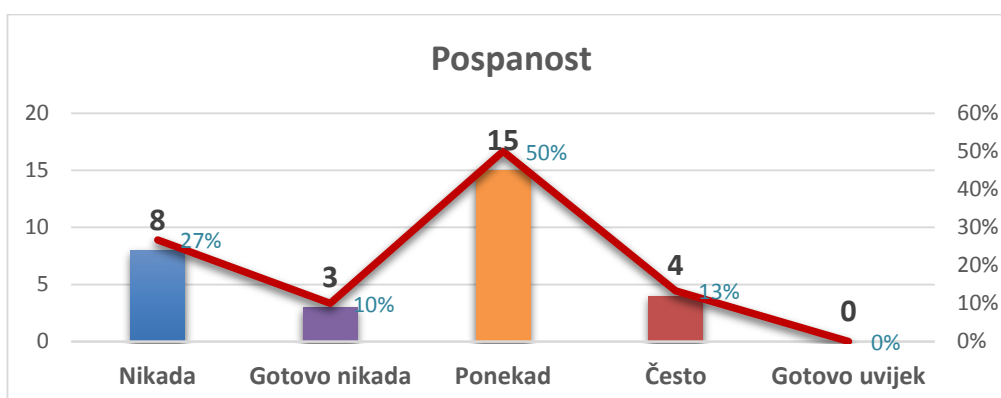 Pospanost
20 60%
15 50%
50%
15 40%
8 30%
10 27%
3 4 20%
5 10% 13% 0 10%
0 0% 0%
Nikada Gotovo nikada Ponekad Često Gotovo uvijek